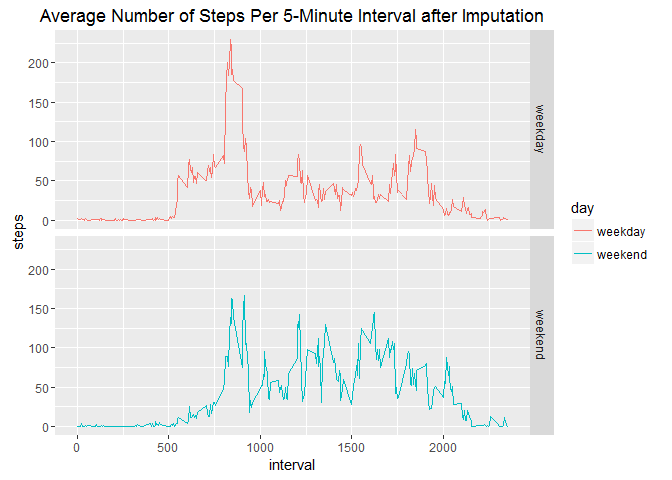 Average Number of Steps Per 5-Minute Interval after Imputation
steps
200
150
100
50
0
weekday
200
150
100
50
0
weekend
0
500
1000
1500
2000
interval
day
weekday
weekend